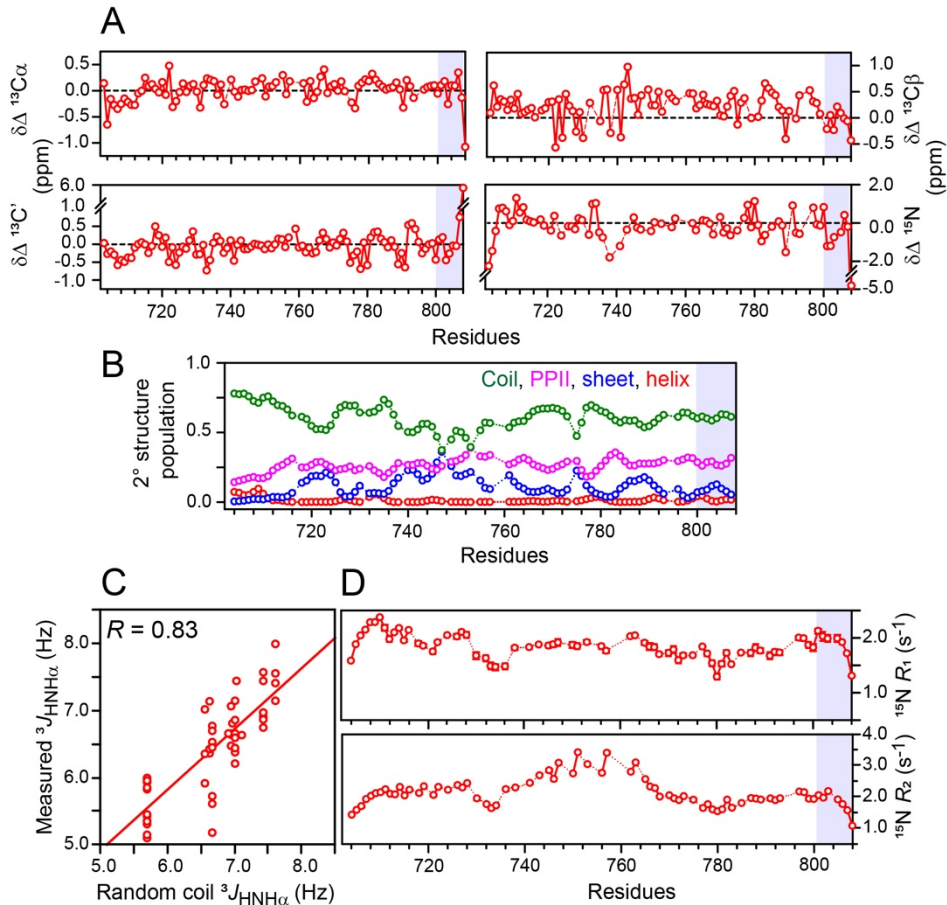 A
δΔ ¹³Cα
0.5
0.0
-0.5
-1.0
1.0
0.5
0.0
-0.5
δΔ ¹³Cβ
(ppm)
(ppm)
δΔ ¹³C'
6.0
1.0
0.5
0.0
-0.5
-1.0
2.0
0.0
-2.0
-5.0
δΔ ¹⁵N
720 740 760 780 800
720 740 760 780 800
Residues
B
2° structure
population
1.0
0.5
0.0
Coil, PPII, sheet, helix
720 740 760 780 800
Residues
C
R = 0.83
Measured ³J_HNHα (Hz)
8.0
7.0
6.0
5.0
5.0 6.0 7.0 8.0
Random coil ³J_HNHα (Hz)
D
2.0
1.0
¹⁵N R₁ (s⁻¹)
4.0
3.0
2.0
1.0
¹⁵N R₂ (s⁻¹)
720 740 760 780 800
Residues